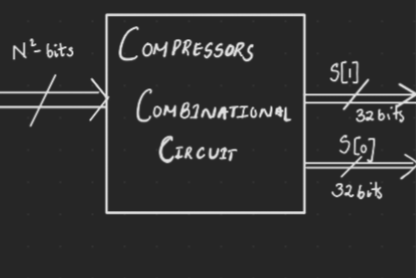 N²-bits
COMPRESSORS
COMBINATIONAL
CIRCUIT
S[1]
32 bits
S[0]
32 bits